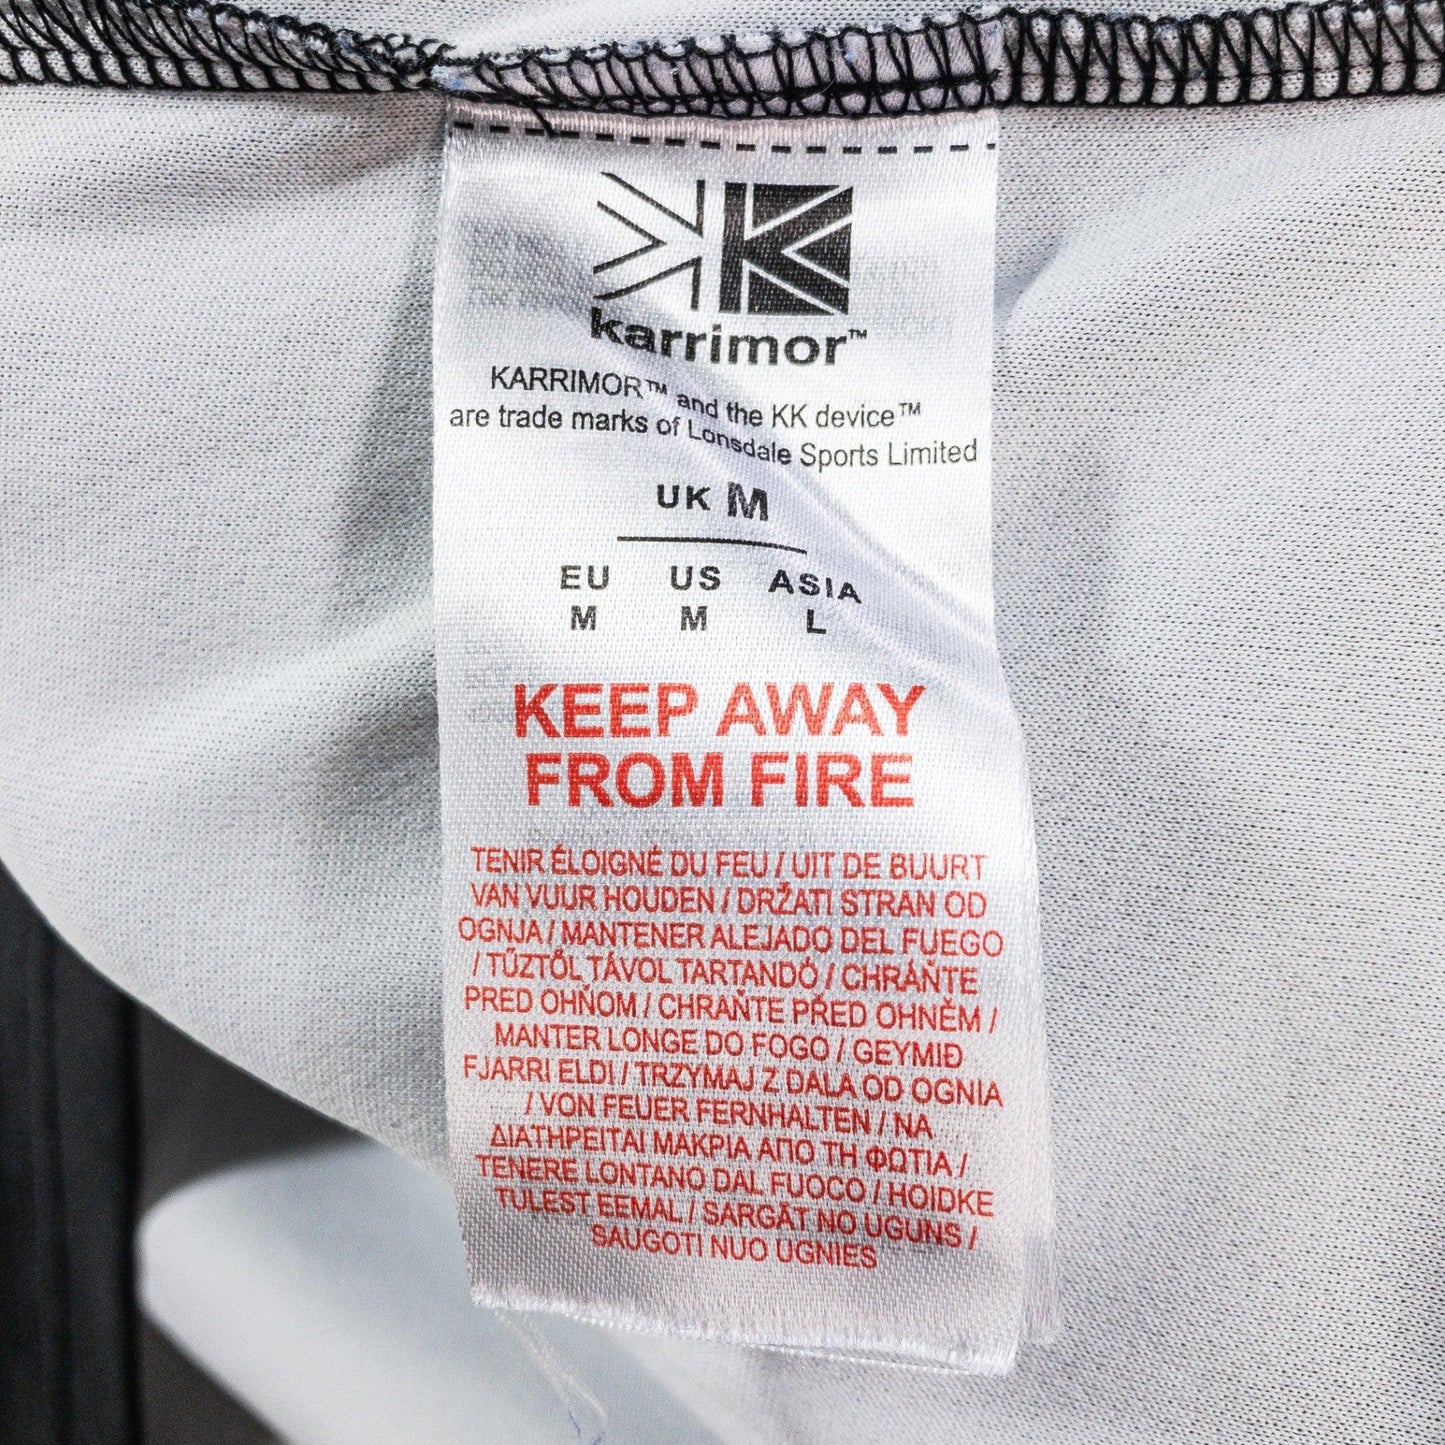 karrimor™
KARRIMOR™ and the KK device™
are trade marks of Lonsdale Sports Limited
UK M
EU US ASIA
M M L
KEEP AWAY
FROM FIRE
TENIR ÉLOIGNÉ DU FEU / UIT DE BUURT
VAN VUUR HOUDEN / DRŽATI STRAN OD
OGNJA / MANTENER ALEJADO DEL FUEGO
/ TŰZTŐL TÁVOL TARTANDÓ / CHRÁŇTE
PRED OHŇOM / CHRAŇTE PŘED OHNĚM /
MANTER LONGE DO FOGO / GEYMIÐ
FJARRI ELDI / TRZYMAJ Z DALA OD OGNIA
/ VON FEUER FERNHALTEN / ΝΑ
ΔΙΑΤΗΡΕΙΤΑΙ ΜΑΚΡΙΑ ΑΠΟ ΤΗ ΦΩΤΙΑ /
TENERE LONTANO DAL FUOCO / HOIDKE
TULEST EEMAL / SARGĀT NO UGUNS /
SAUGOTI NUO UGNIES